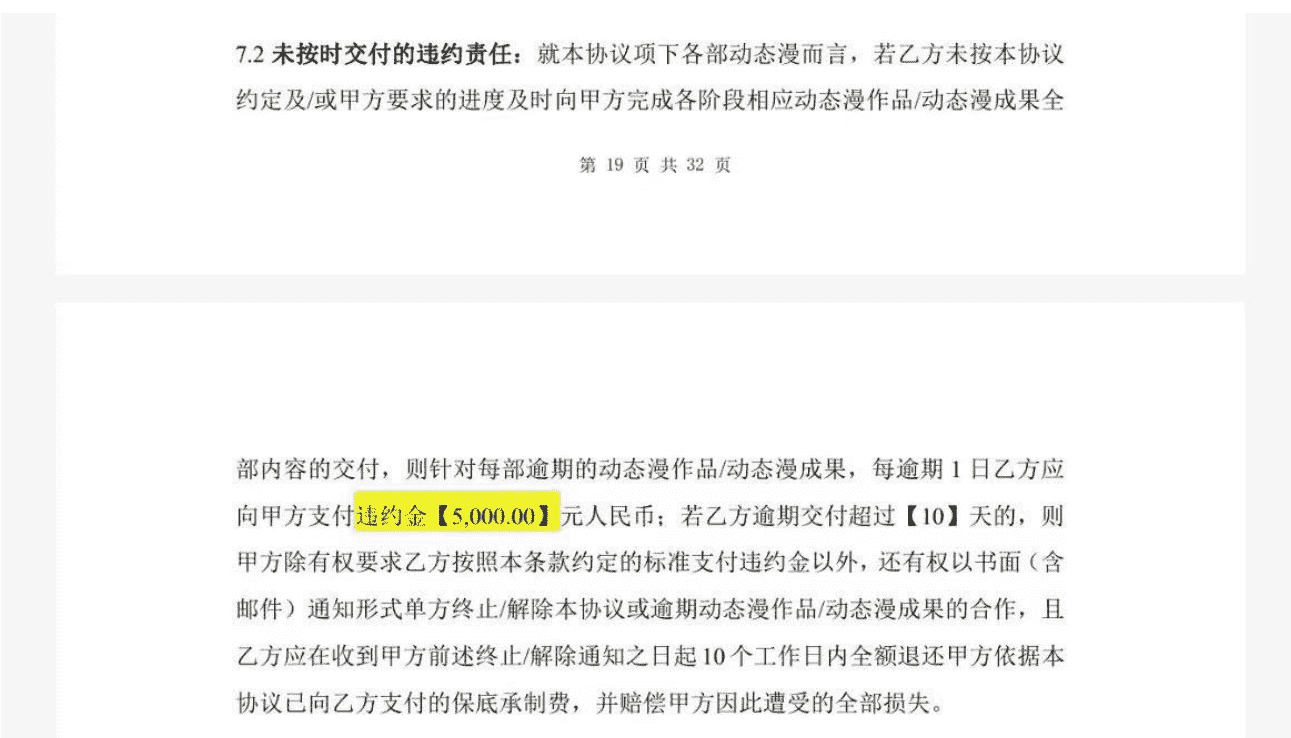 7.2 未按时交付的违约责任：就本协议项下各部动态漫而言，若乙方未按本协议
约定及/或甲方要求的进度及时向甲方完成各阶段相应动态漫作品/动态漫成果全
第 19 页 共 32 页
部内容的交付，则针对每部逾期的动态漫作品/动态漫成果，每逾期 1 日乙方应
向甲方支付违约金【5,000.00】元人民币；若乙方逾期交付超过【10】天的，则
甲方除有权要求乙方按照本条款约定的标准支付违约金以外，还有权以书面（含
邮件）通知形式单方终止/解除本协议或逾期动态漫作品/动态漫成果的合作，且
乙方应在收到甲方前述终止/解除通知之日起 10 个工作日内全额退还甲方依据本
协议已向乙方支付的保底承制费，并赔偿甲方因此遭受的全部损失。